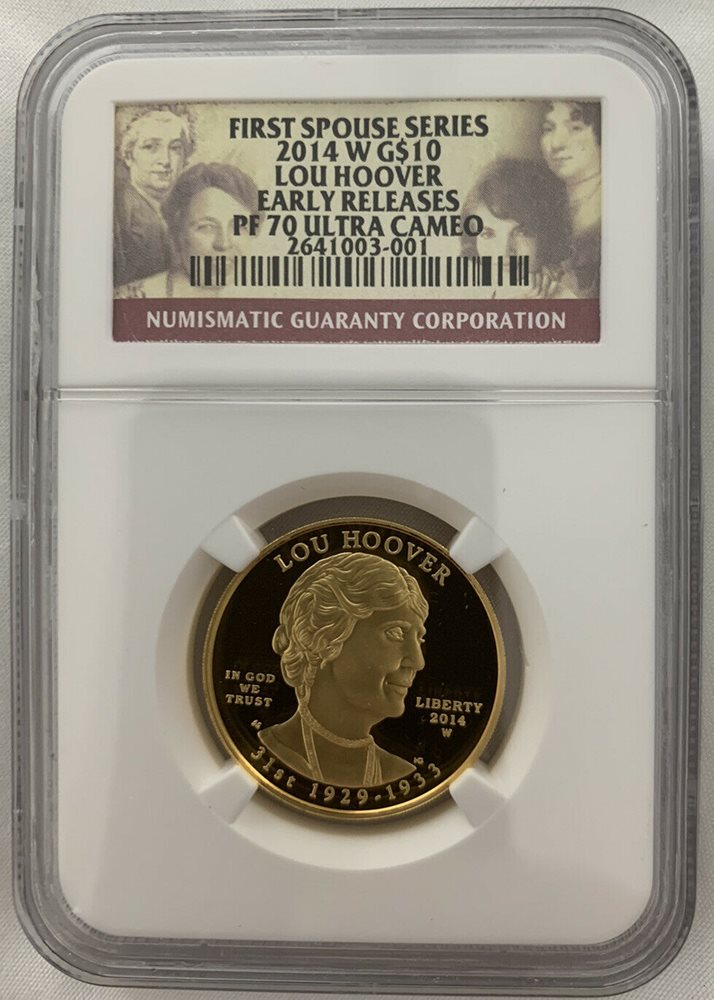 FIRST SPOUSE SERIES
2014 W G$10
LOU HOOVER
EARLY RELEASES
PF 70 ULTRA CAMEO
2641003-001
NUMISMATIC GUARANTY CORPORATION
LOU HOOVER
IN GOD
WE
TRUST
LIBERTY
2014
W
31st 1929-1933